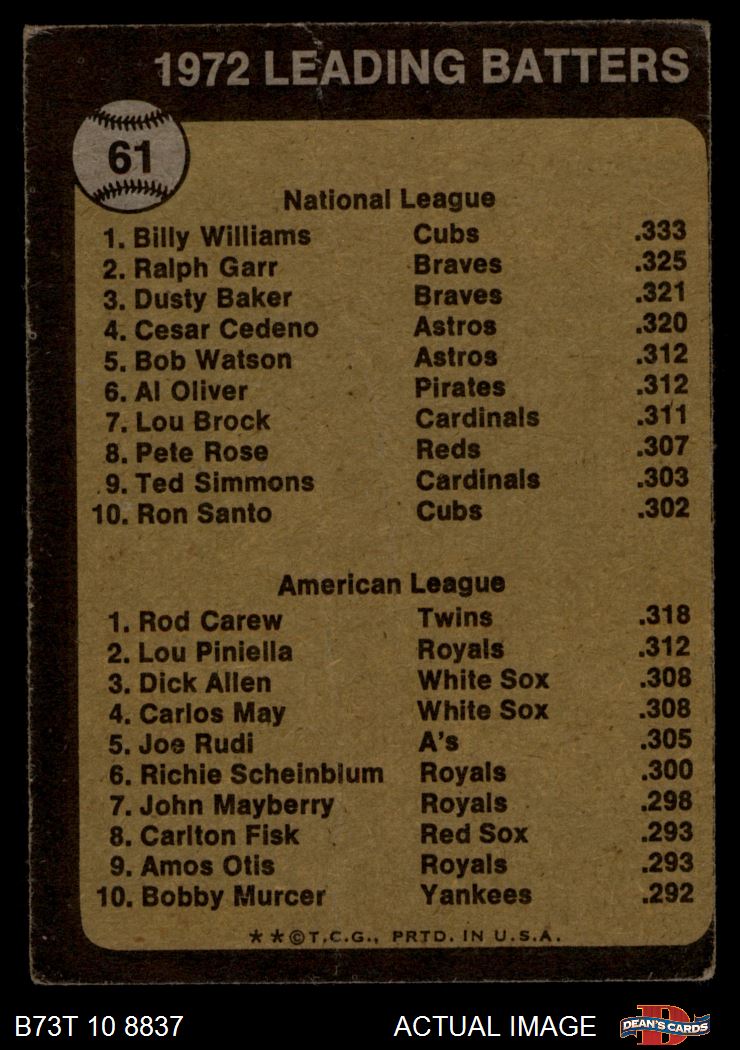 1972 LEADING BATTERS
61
National League
1. Billy Williams Cubs .333
2. Ralph Garr Braves .325
3. Dusty Baker Braves .321
4. Cesar Cedeno Astros .320
5. Bob Watson Astros .312
6. Al Oliver Pirates .312
7. Lou Brock Cardinals .311
8. Pete Rose Reds .307
9. Ted Simmons Cardinals .303
10. Ron Santo Cubs .302
American League
1. Rod Carew Twins .318
2. Lou Piniella Royals .312
3. Dick Allen White Sox .308
4. Carlos May White Sox .308
5. Joe Rudi A's .305
6. Richie Scheinblum Royals .300
7. John Mayberry Royals .298
8. Carlton Fisk Red Sox .293
9. Amos Otis Royals .293
10. Bobby Murcer Yankees .292
★★©T.C.G., PRTD. IN U.S.A.
B73T 10 8837 ACTUAL IMAGE D DEAN'S CARDS